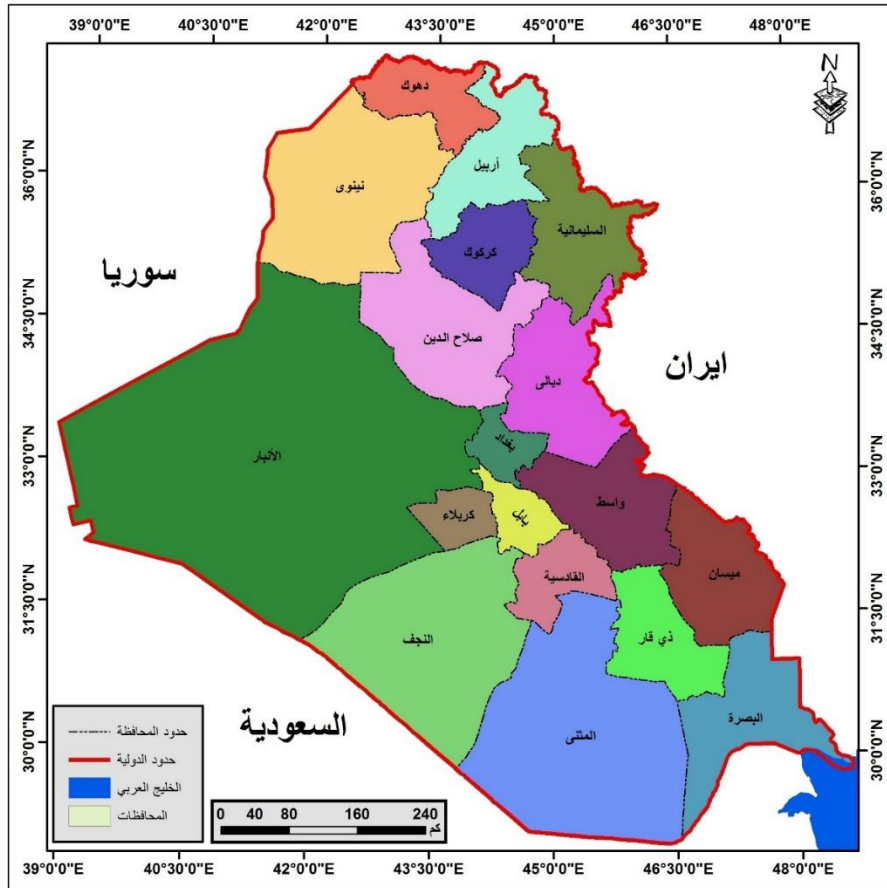 39°0'0"N 40°30'0"N 42°0'0"N 43°30'0"N 45°0'0"N 46°30'0"N 48°0'0"N
N
36°0'0"N
34°30'0"N
33°0'0"N
31°30'0"N
30°0'0"N
36°0'0"N
34°30'0"N
33°0'0"N
31°30'0"N
30°0'0"N
دهوك
أربيل
نينوى
السليمانية
كركوك
سوريا
صلاح الدين
ايران
ديالى
بغداد
الأنبار
واسط
كربلاء
بابل
ميسان
القادسية
ذي قار
النجف
البصرة
المثنى
السعودية
حدود المحافظة
حدود الدولية
الخليج العربي
المحافظات
0 40 80 160 240
كم
39°0'0"E 40°30'0"E 42°0'0"E 43°30'0"E 45°0'0"E 46°30'0"E 48°0'0"E